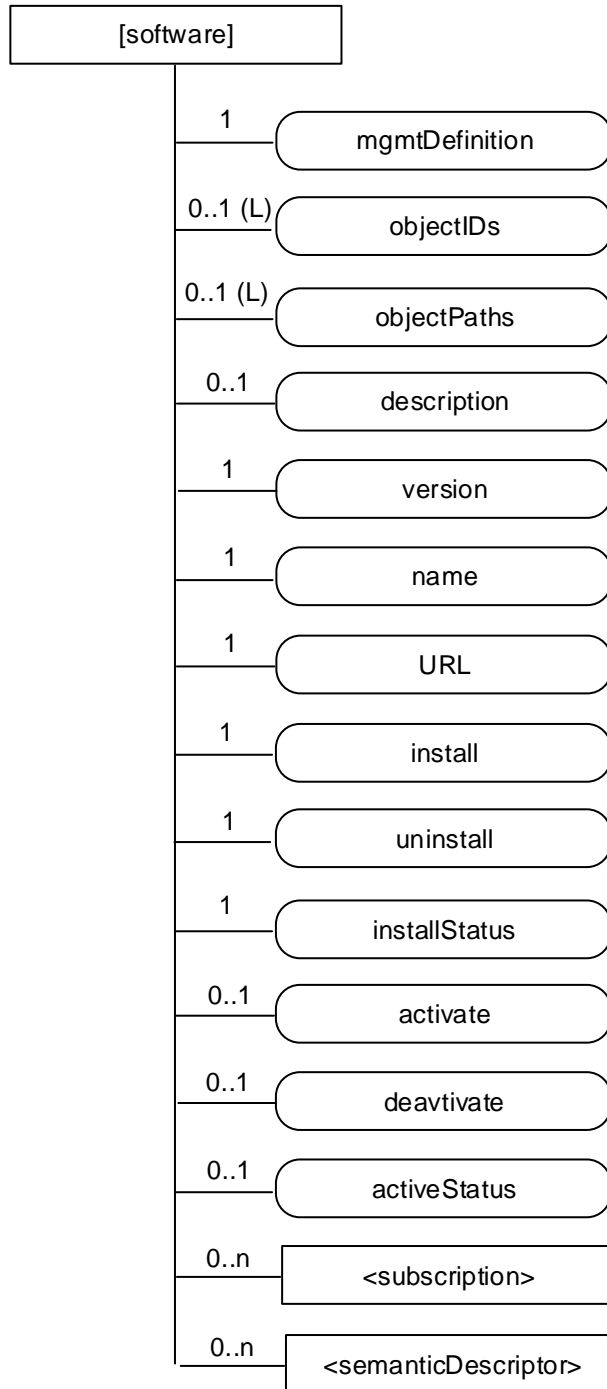 [software]
1
mgmtDefinition
0..1 (L)
objectIDs
0..1 (L)
objectPaths
0..1
description
1
version
1
name
1
URL
1
install
1
uninstall
1
installStatus
0..1
activate
0..1
deavtivate
0..1
activeStatus
0..n
<subscription>
0..n
<semanticDescriptor>